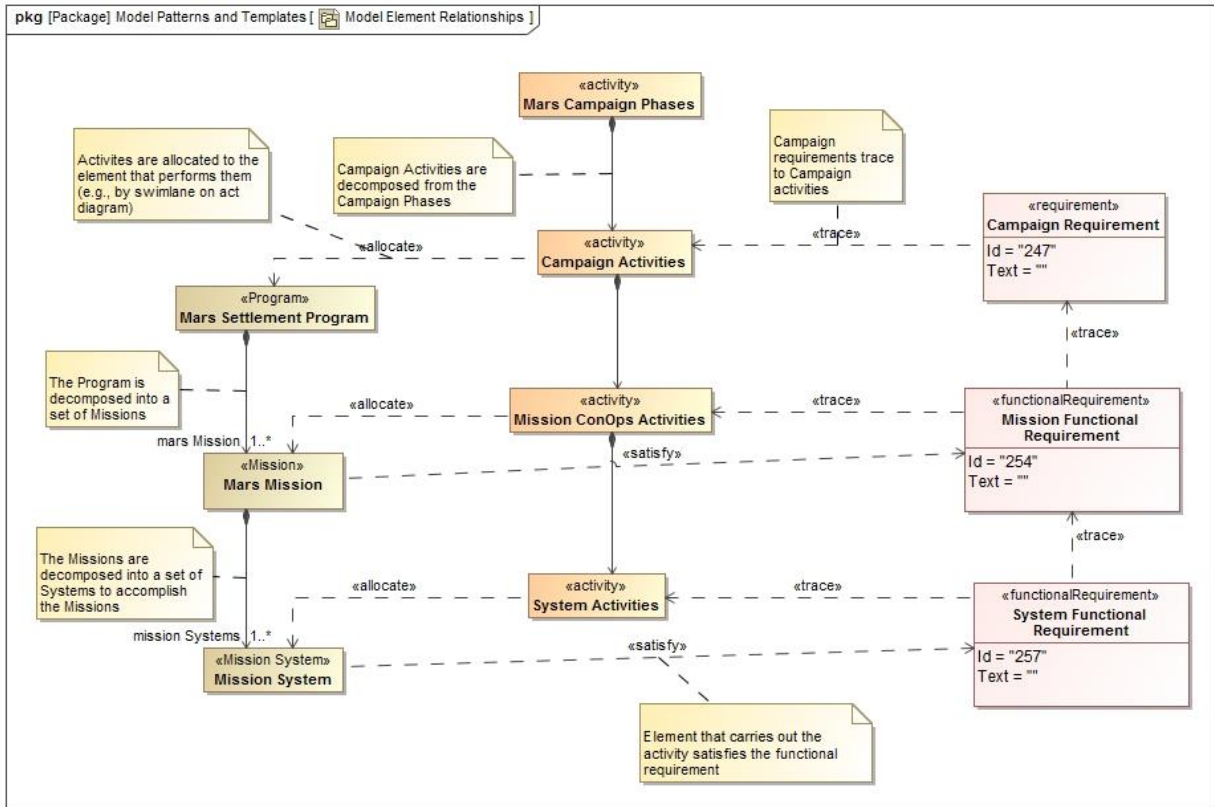 pkg [Package] Model Patterns and Templates [ Model Element Relationships ]
«activity»
Mars Campaign Phases
Activites are allocated to the
element that performs them
(e.g., by swimlane on act
diagram)
Campaign Activities are
decomposed from the
Campaign Phases
Campaign
requirements trace
to Campaign
activities
«requirement»
Campaign Requirement
Id = "247"
Text = ""
«allocate»
«activity»
Campaign Activities
«trace»
«Program»
Mars Settlement Program
«trace»
The Program is
decomposed into a
set of Missions
«allocate»
«activity»
Mission ConOps Activities
«trace»
«functionalRequirement»
Mission Functional
Requirement
Id = "254"
Text = ""
mars Mission 1..*
«satisfy»
«Mission»
Mars Mission
The Missions are
decomposed into a set of
Systems to accomplish
the Missions
«trace»
«allocate»
«activity»
System Activities
«trace»
«functionalRequirement»
System Functional
Requirement
Id = "257"
Text = ""
mission Systems 1..*
«satisfy»
«Mission System»
Mission System
Element that carries out the
activity satisfies the functional
requirement